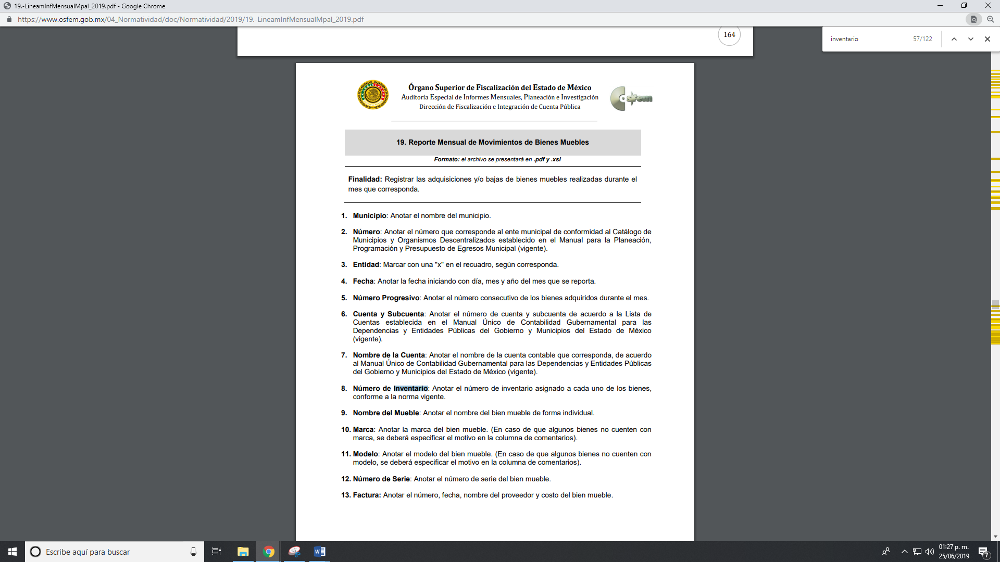 19.-LineamInfMensualMpal_2019.pdf - Google Chrome
https://www.osfem.gob.mx/04_Normatividad/doc/Normatividad/2019/19.-LineamInfMensualMpal_2019.pdf
inventario 57/122
164
Órgano Superior de Fiscalización del Estado de México
Auditoría Especial de Informes Mensuales, Planeación e Investigación
Dirección de Fiscalización e Integración de Cuenta Pública
osfem
19. Reporte Mensual de Movimientos de Bienes Muebles
Formato: el archivo se presentará en .pdf y .xsl
Finalidad: Registrar las adquisiciones y/o bajas de bienes muebles realizadas durante el
mes que corresponda.
1. Municipio: Anotar el nombre del municipio.
2. Número: Anotar el número que corresponde al ente municipal de conformidad al Catálogo de
Municipios y Organismos Descentralizados establecido en el Manual para la Planeación,
Programación y Presupuesto de Egresos Municipal (vigente).
3. Entidad: Marcar con una "x" en el recuadro, según corresponda.
4. Fecha: Anotar la fecha iniciando con día, mes y año del mes que se reporta.
5. Número Progresivo: Anotar el número consecutivo de los bienes adquiridos durante el mes.
6. Cuenta y Subcuenta: Anotar el número de cuenta y subcuenta de acuerdo a la Lista de
Cuentas establecida en el Manual Único de Contabilidad Gubernamental para las
Dependencias y Entidades Públicas del Gobierno y Municipios del Estado de México
(vigente).
7. Nombre de la Cuenta: Anotar el nombre de la cuenta contable que corresponda, de acuerdo
al Manual Único de Contabilidad Gubernamental para las Dependencias y Entidades Públicas
del Gobierno y Municipios del Estado de México (vigente).
8. Número de Inventario: Anotar el número de inventario asignado a cada uno de los bienes,
conforme a la norma vigente.
9. Nombre del Mueble: Anotar el nombre del bien mueble de forma individual.
10. Marca: Anotar la marca del bien mueble. (En caso de que algunos bienes no cuenten con
marca, se deberá especificar el motivo en la columna de comentarios).
11. Modelo: Anotar el modelo del bien mueble. (En caso de que algunos bienes no cuenten con
modelo, se deberá especificar el motivo en la columna de comentarios).
12. Número de Serie: Anotar el número de serie del bien mueble.
13. Factura: Anotar el número, fecha, nombre del proveedor y costo del bien mueble.
Escribe aquí para buscar
01:27 p. m.
25/06/2019
7